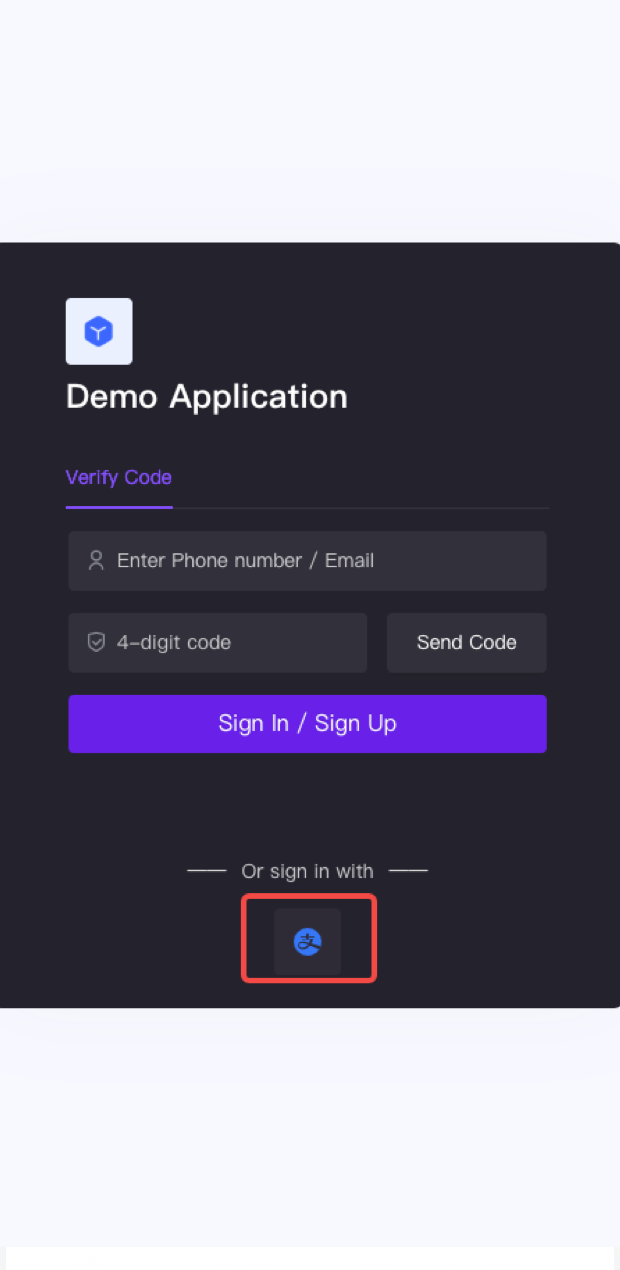 Demo Application
Verify Code
Enter Phone number / Email
4-digit code
Send Code
Sign In / Sign Up
Or sign in with
支